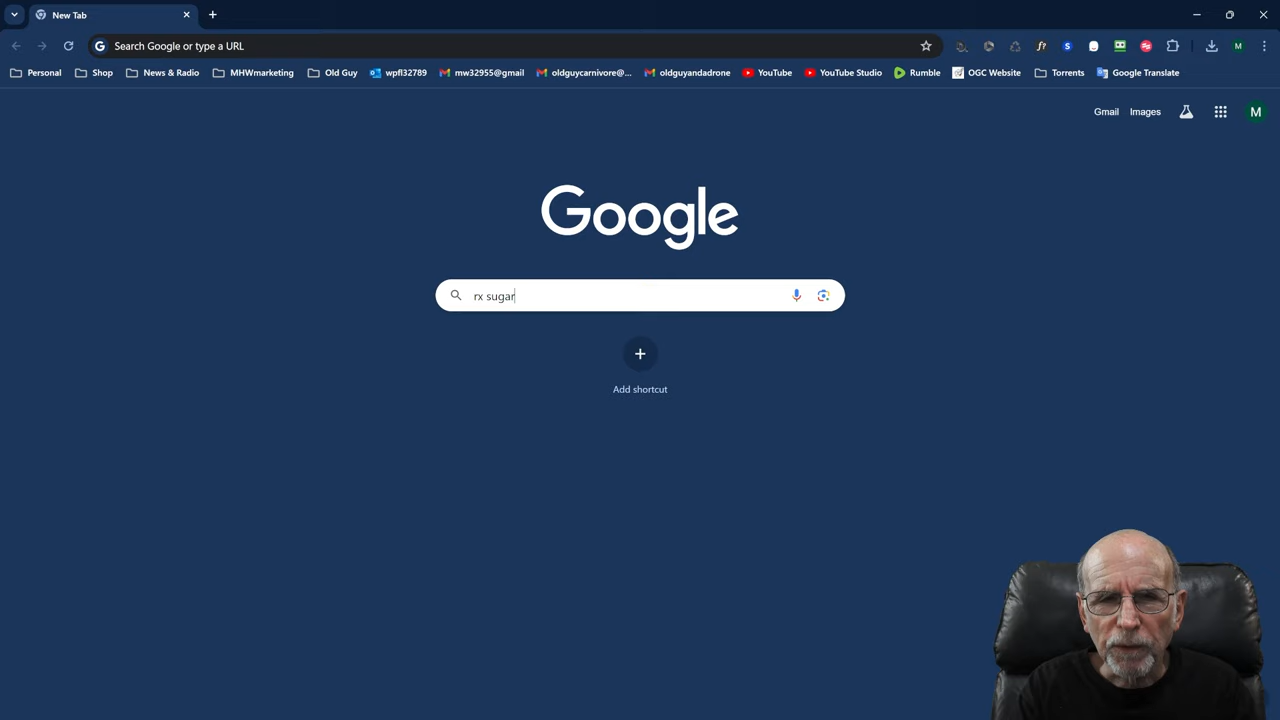 New Tab
Search Google or type a URL
Personal
Shop
News & Radio
MHWmarketing
Old Guy
wpfl32789
mw32955@gmail
oldguycarnivore@...
oldguyandadrone
YouTube
YouTube Studio
Rumble
OGC Website
Torrents
Google Translate
Gmail
Images
M
Google
rx sugar
Add shortcut